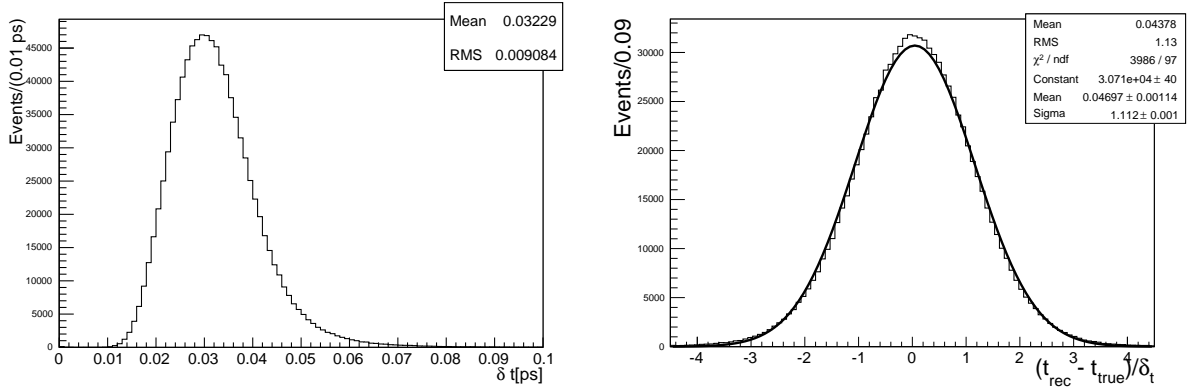 Mean 0.03229
RMS 0.009084
Events/(0.01 ps)
45000
40000
35000
30000
25000
20000
15000
10000
5000
0
0 0.01 0.02 0.03 0.04 0.05 0.06 0.07 0.08 0.09 0.1
δ t[ps]
Mean 0.04378
RMS 1.13
χ² / ndf 3986 / 97
Constant 3.071e+04 ± 40
Mean 0.04697 ± 0.00114
Sigma 1.112 ± 0.001
Events/0.09
30000
25000
20000
15000
10000
5000
0
-4 -3 -2 -1 0 1 2 3 4
(t_rec - t_true)/δ_t